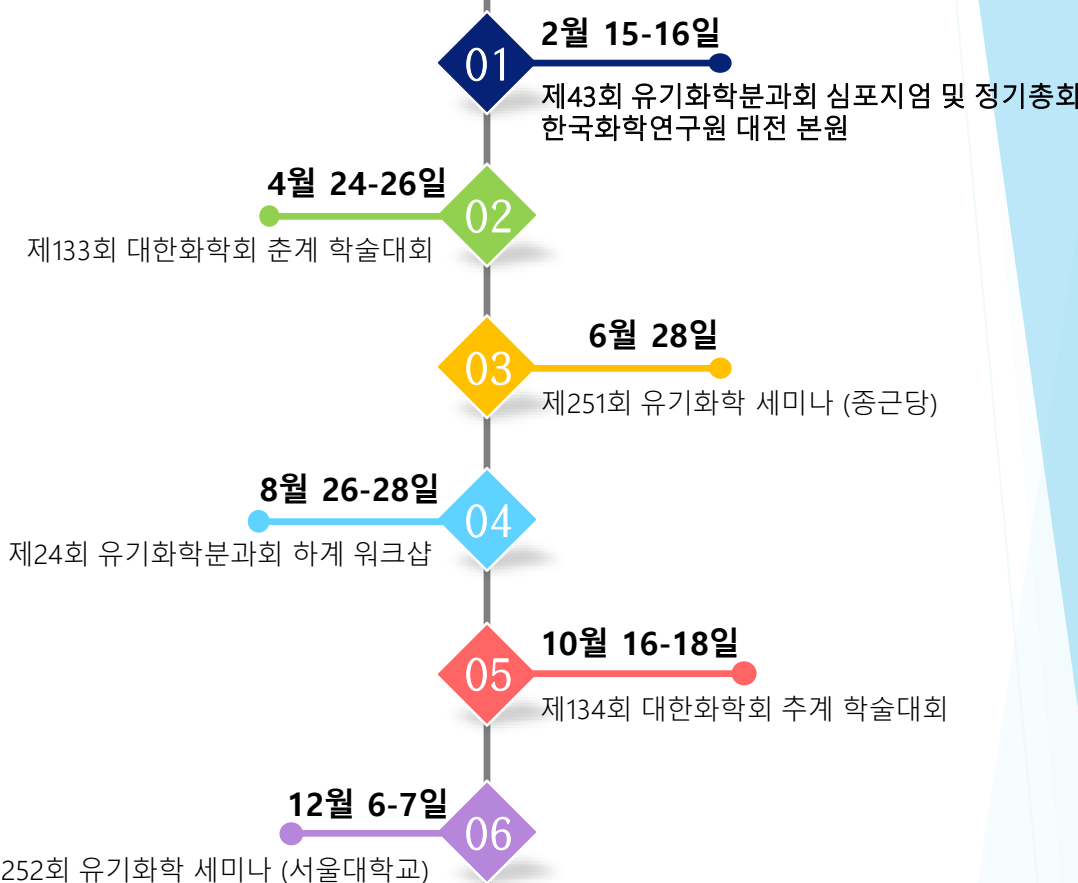 01
2월 15-16일
제43회 유기화학분과회 심포지엄 및 정기총회
한국화학연구원 대전 본원
4월 24-26일
02
제133회 대한화학회 춘계 학술대회
03
6월 28일
제251회 유기화학 세미나 (종근당)
8월 26-28일
04
제24회 유기화학분과회 하계 워크샵
05
10월 16-18일
제134회 대한화학회 추계 학술대회
12월 6-7일
06
252회 유기화학 세미나 (서울대학교)